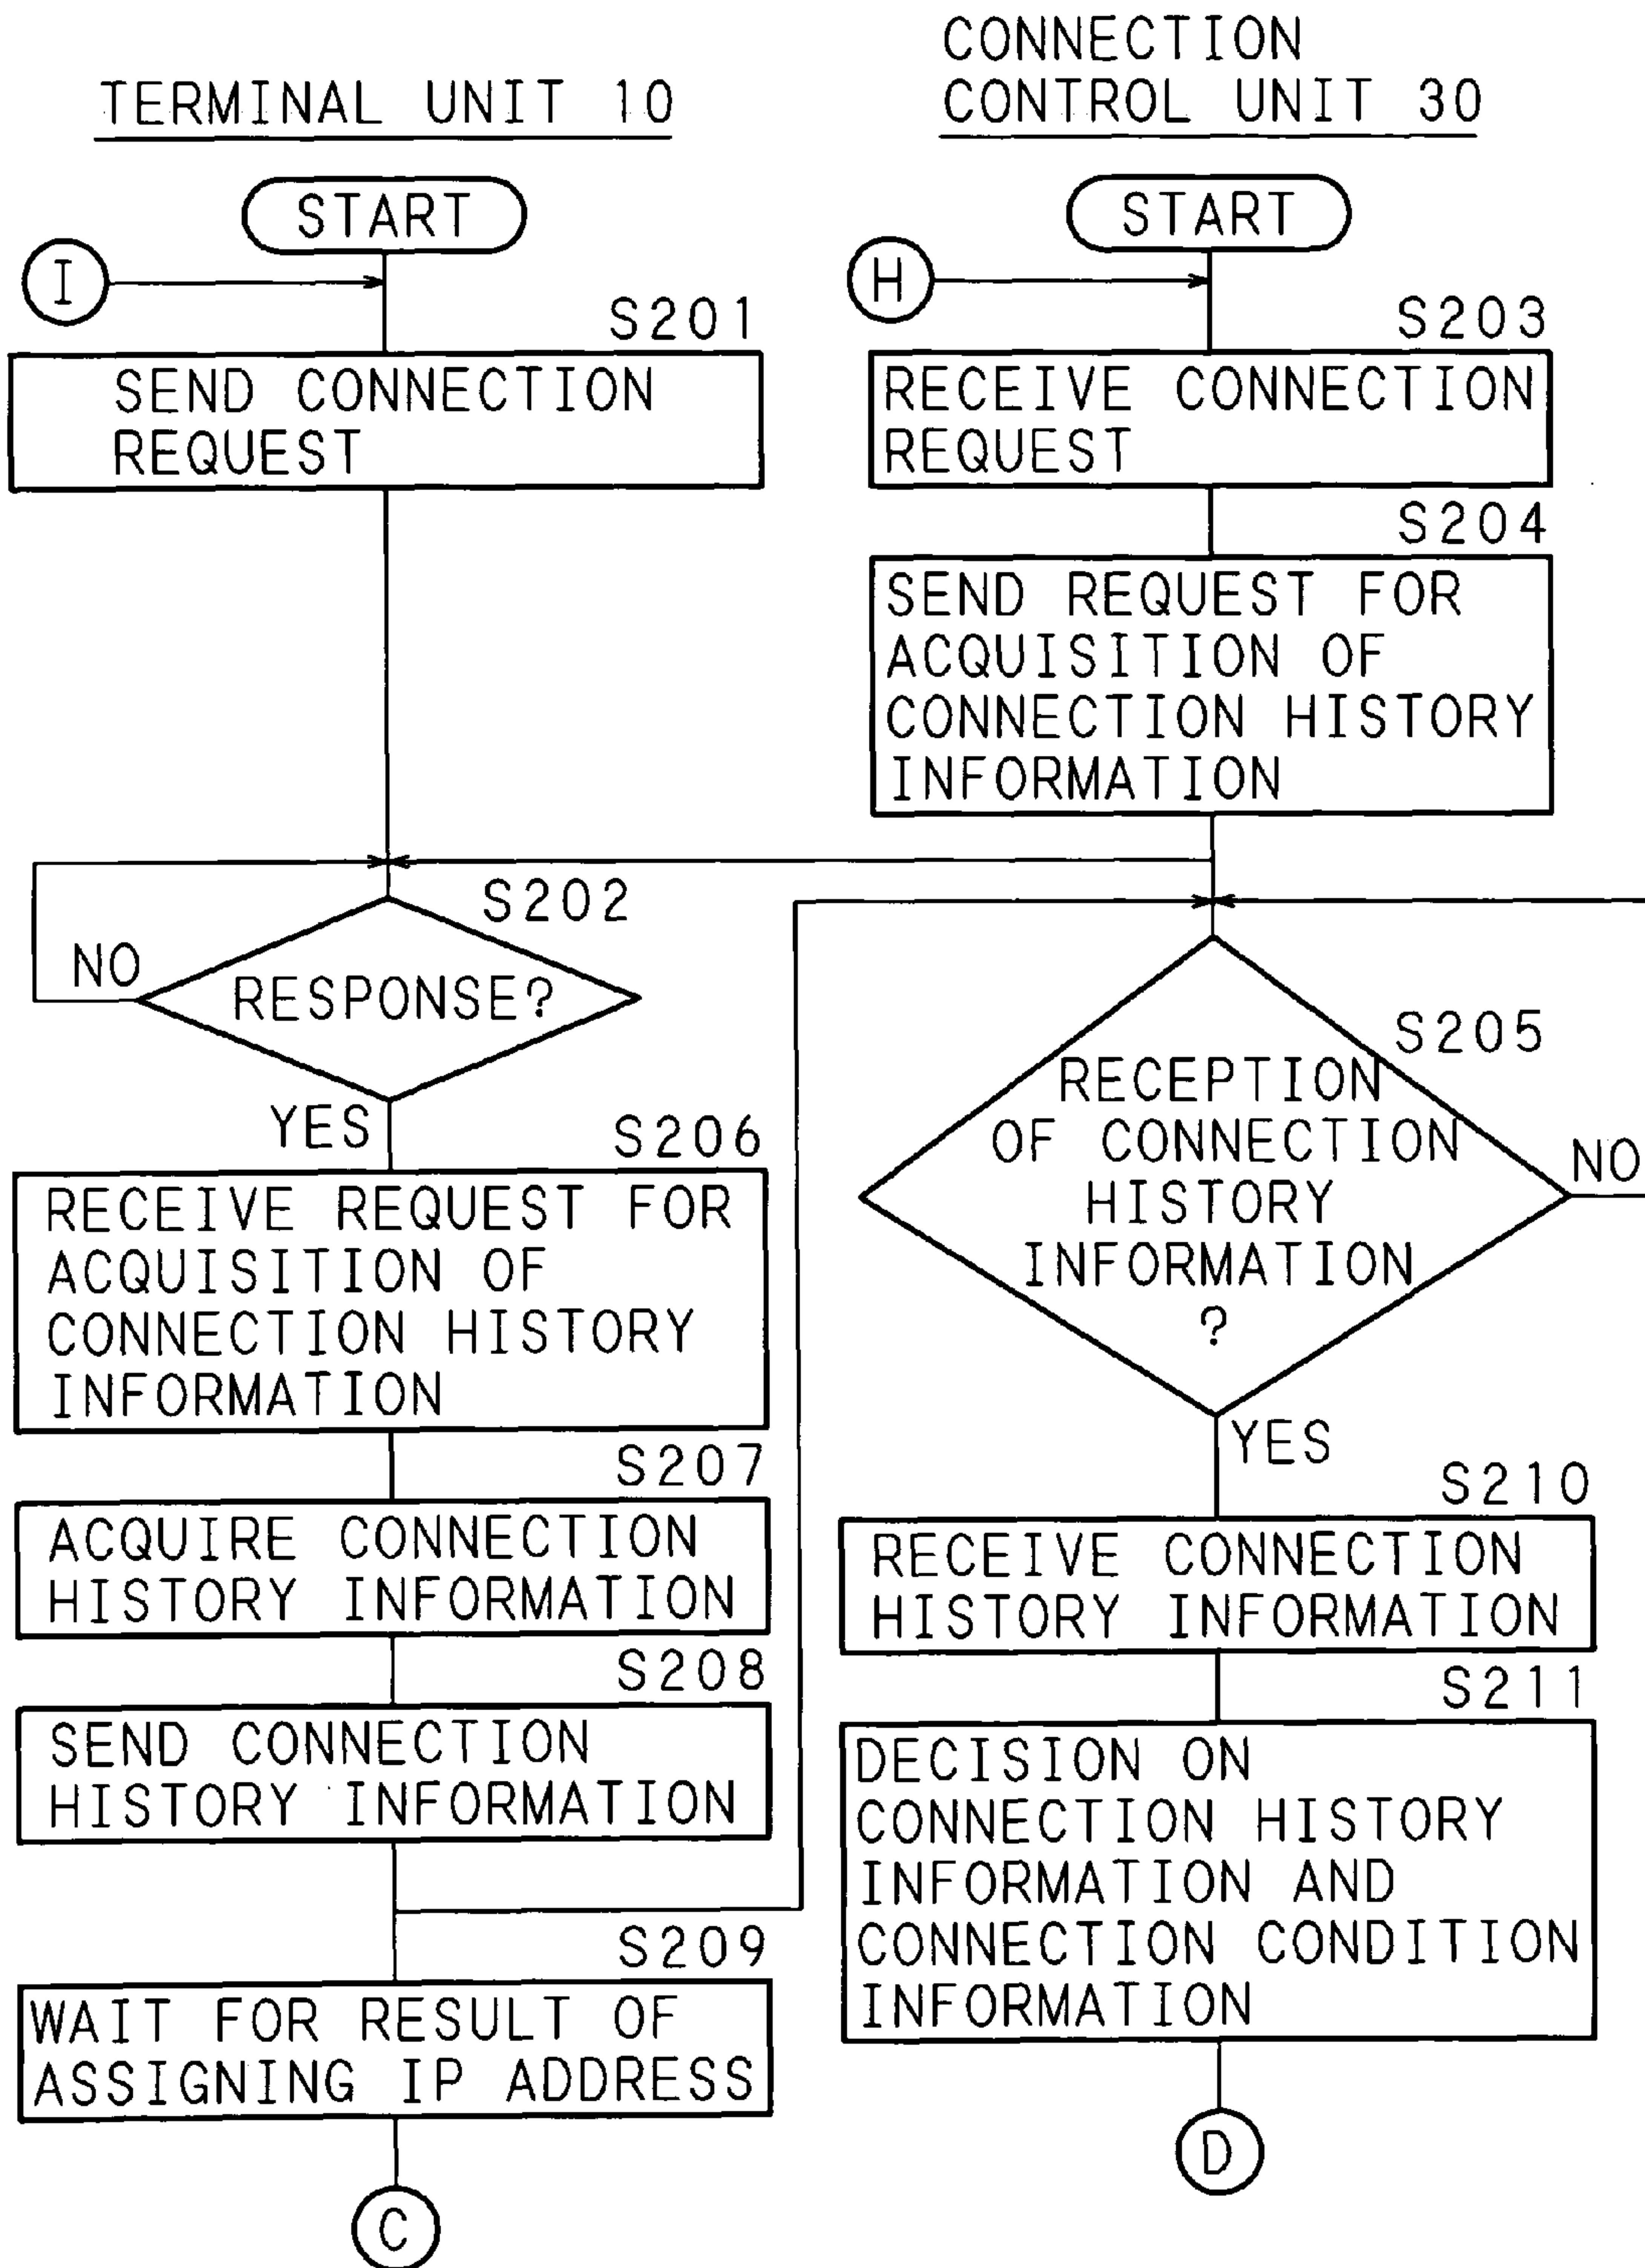 TERMINAL UNIT 10
START
I
S201
SEND CONNECTION
REQUEST
S202
NO
RESPONSE?
YES
S206
RECEIVE REQUEST FOR
ACQUISITION OF
CONNECTION HISTORY
INFORMATION
S207
ACQUIRE CONNECTION
HISTORY INFORMATION
S208
SEND CONNECTION
HISTORY INFORMATION
S209
WAIT FOR RESULT OF
ASSIGNING IP ADDRESS
C
CONNECTION
CONTROL UNIT 30
START
H
S203
RECEIVE CONNECTION
REQUEST
S204
SEND REQUEST FOR
ACQUISITION OF
CONNECTION HISTORY
INFORMATION
S205
RECEPTION
OF CONNECTION
HISTORY
INFORMATION
?
NO
YES
S210
RECEIVE CONNECTION
HISTORY INFORMATION
S211
DECISION ON
CONNECTION HISTORY
INFORMATION AND
CONNECTION CONDITION
INFORMATION
D